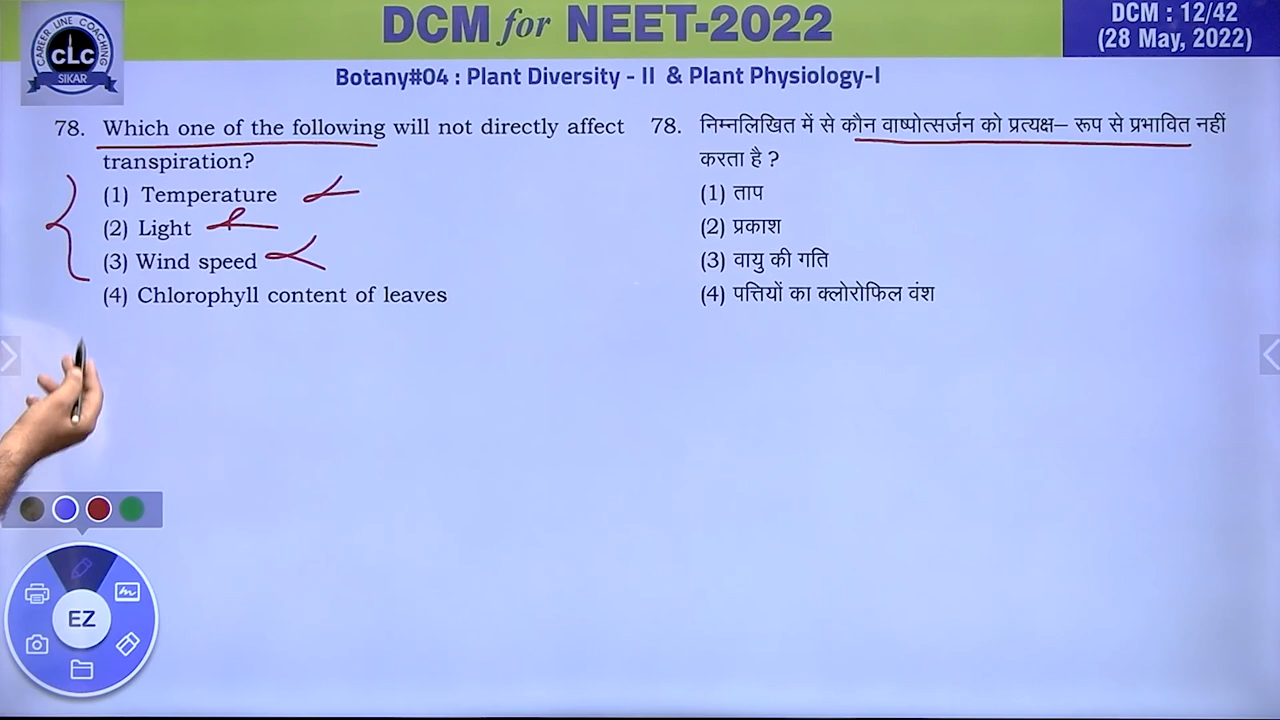 DCM for NEET-2022
DCM : 12/42
(28 May, 2022)
CAREER LINE COACHING
CLC
SIKAR
Botany#04 : Plant Diversity - II & Plant Physiology-I
78. Which one of the following will not directly affect
transpiration?
(1) Temperature
(2) Light
(3) Wind speed
(4) Chlorophyll content of leaves
78. निम्नलिखित में से कौन वाष्पोत्सर्जन को प्रत्यक्ष– रूप से प्रभावित नहीं
करता है ?
(1) ताप
(2) प्रकाश
(3) वायु की गति
(4) पत्तियों का क्लोरोफिल वंश
EZ